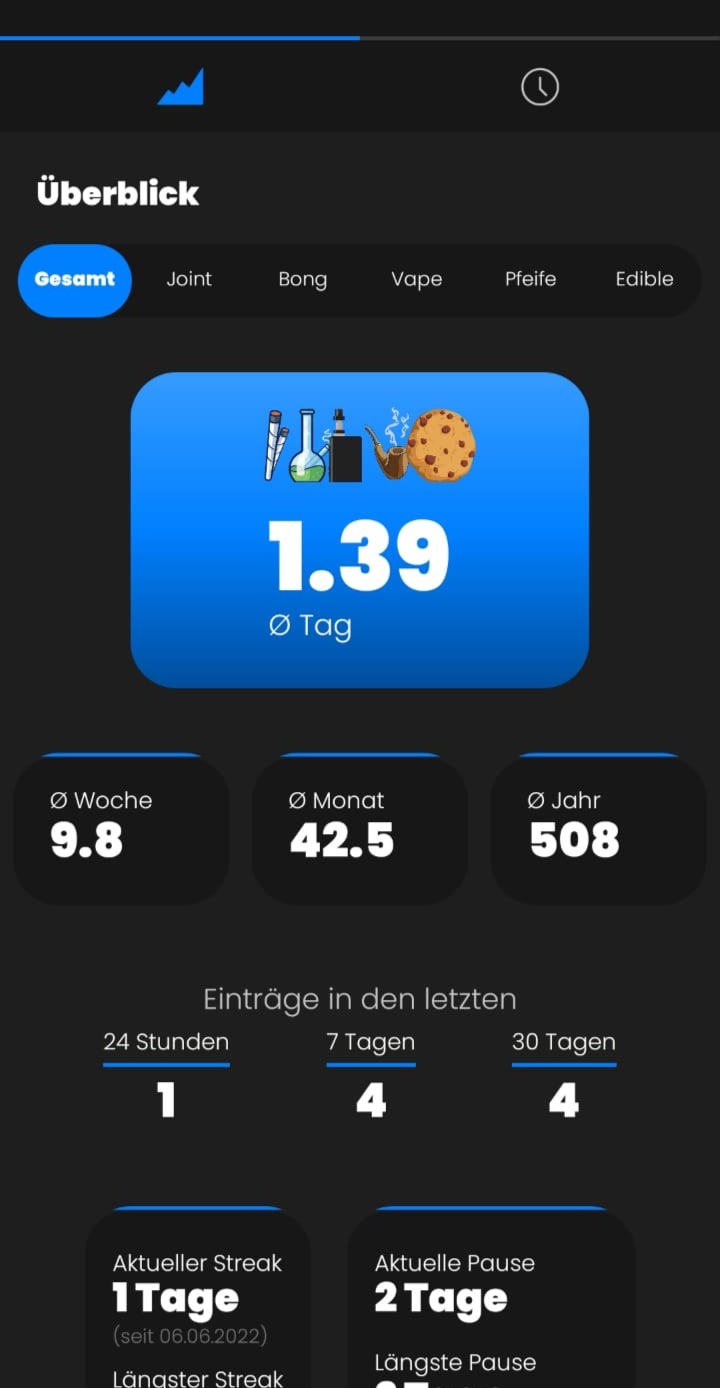 Überblick
Gesamt Joint Bong Vape Pfeife Edible
1.39
Ø Tag
Ø Woche Ø Monat Ø Jahr
9.8 42.5 508
Einträge in den letzten
24 Stunden 7 Tagen 30 Tagen
1 4 4
Aktueller Streak Aktuelle Pause
1 Tage 2 Tage
(seit 06.06.2022)
Längste Pause
Längster Streak